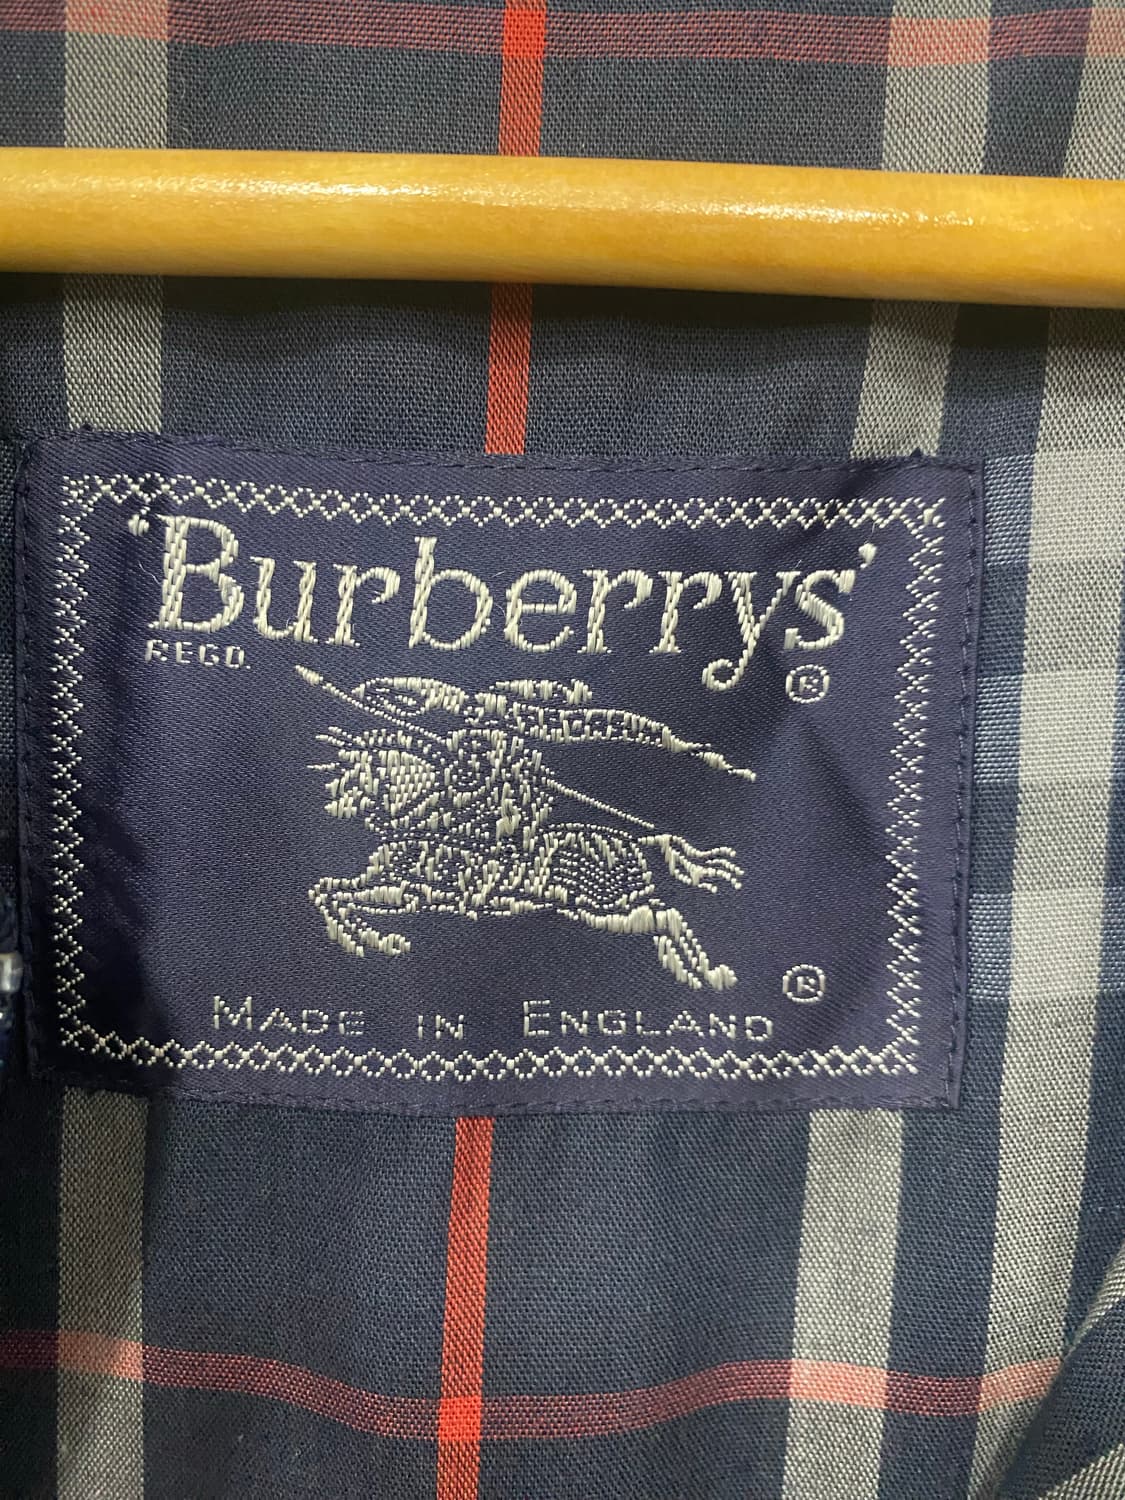 'Burberrys'
REGD.
®
®
MADE IN ENGLAND